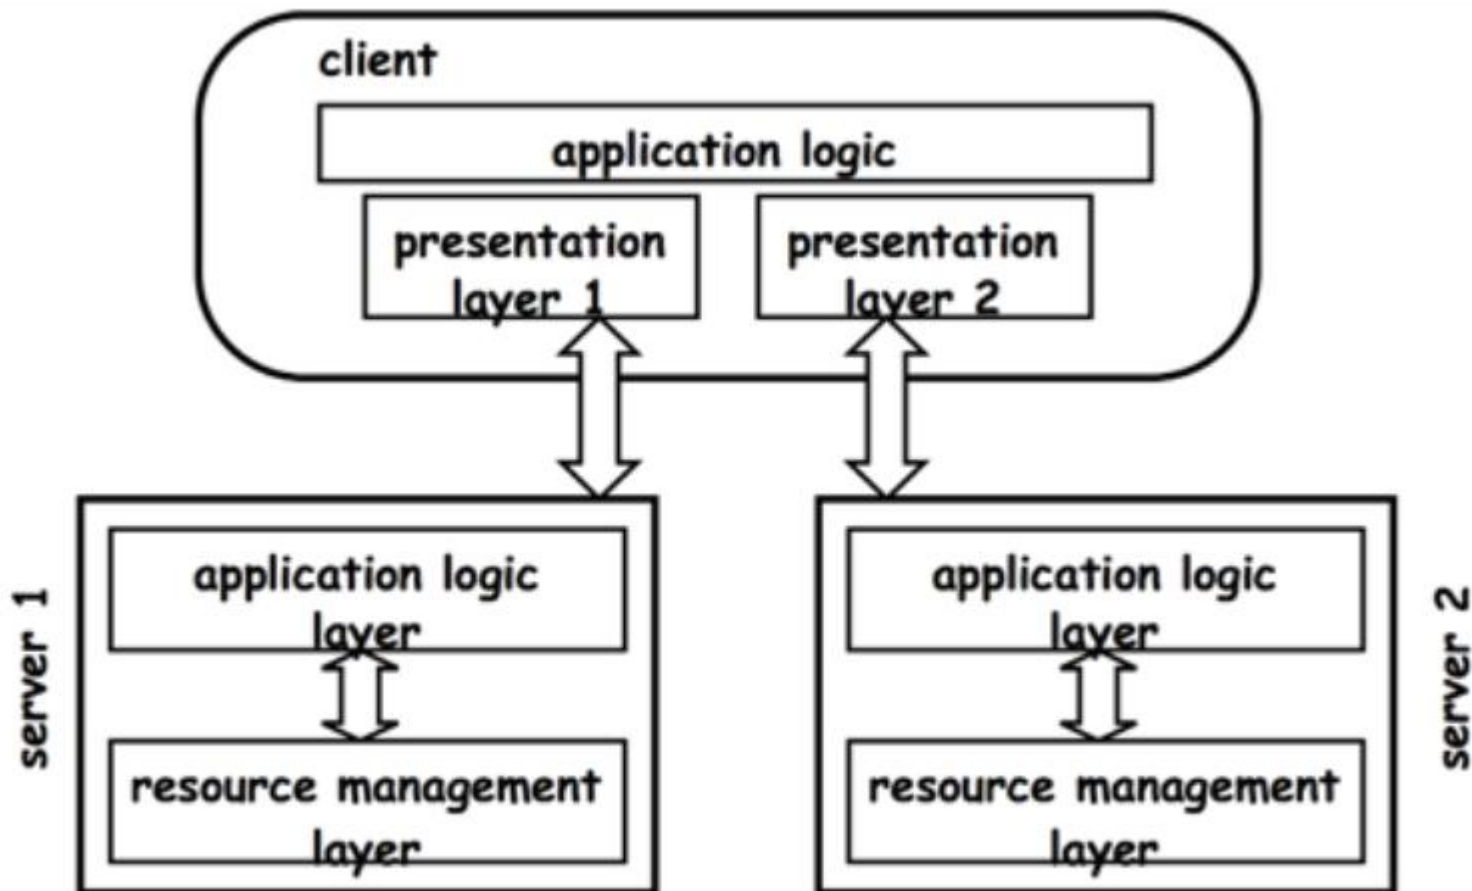 client
application logic
presentation
layer 1
presentation
layer 2
server 1
application logic
layer
resource management
layer
application logic
layer
resource management
layer
server 2